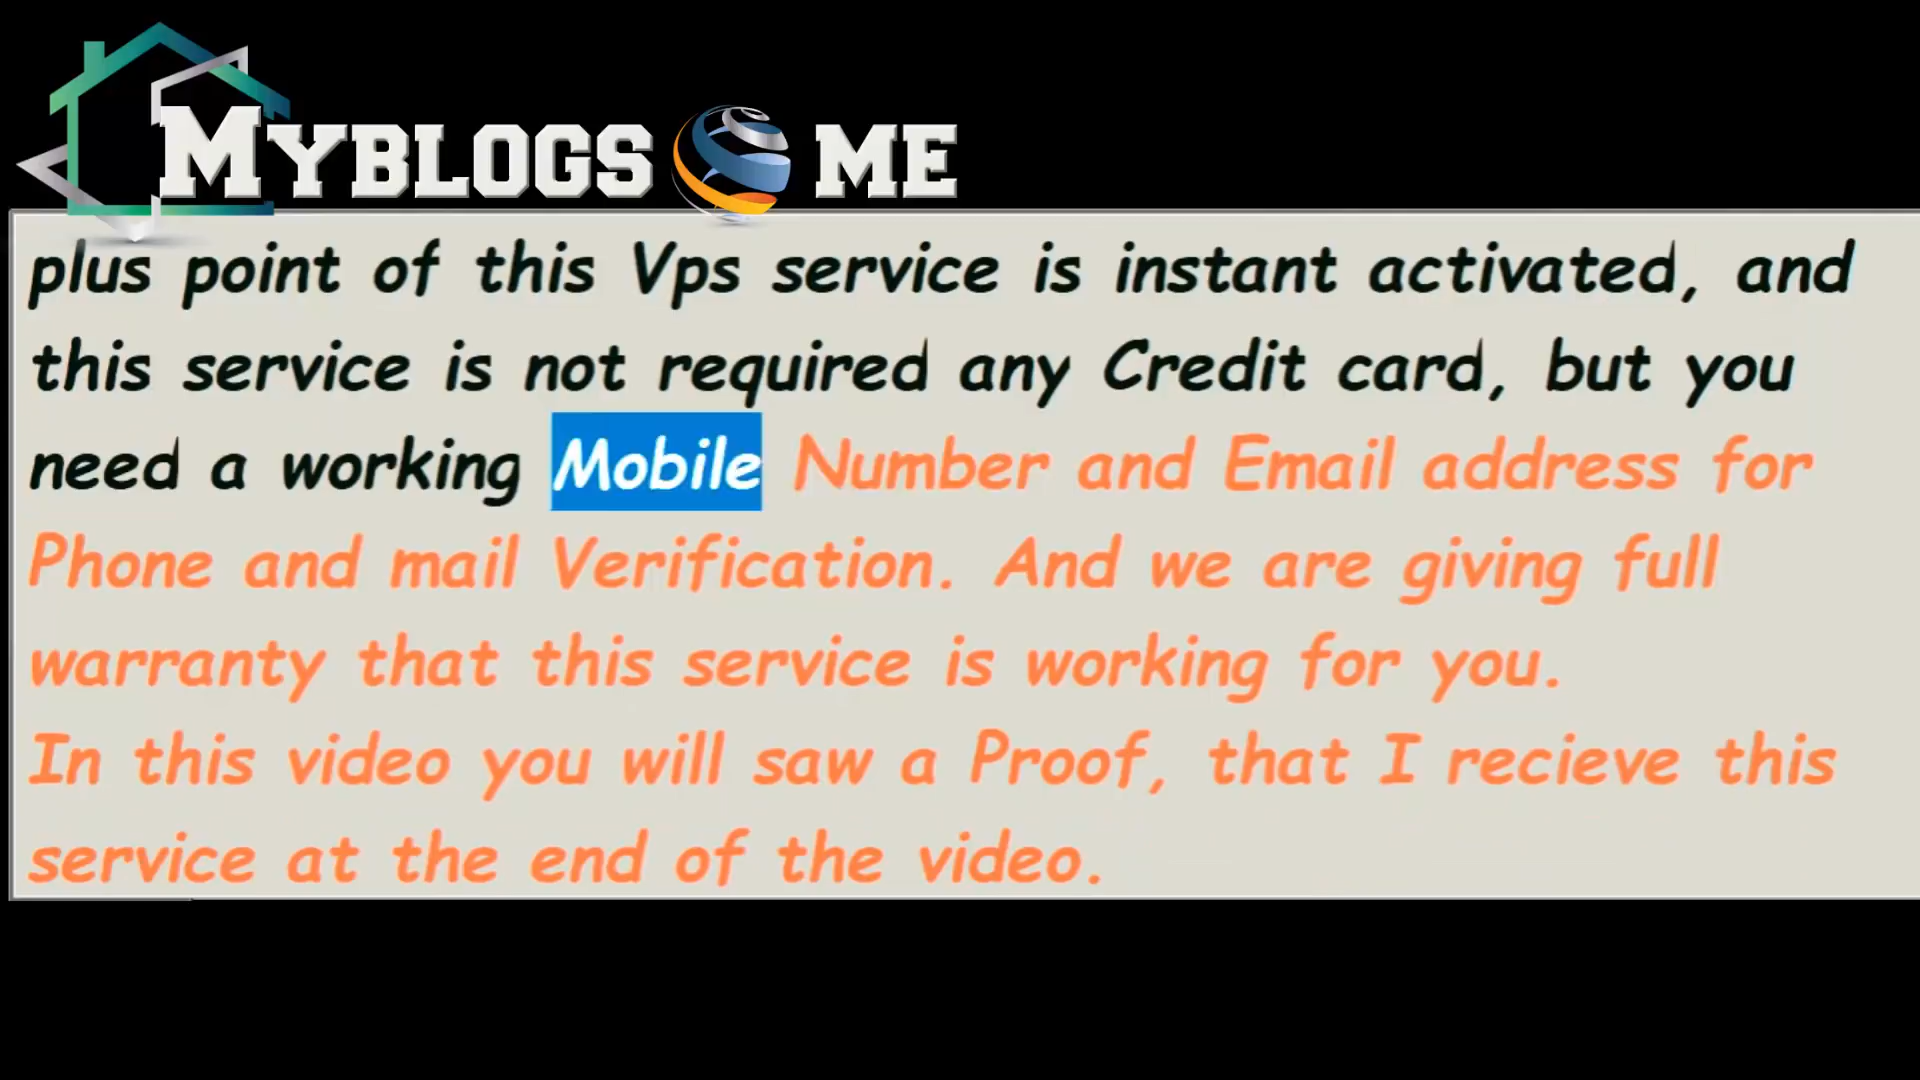 MYBLOGS ME
plus point of this Vps service is instant activated, and
this service is not required any Credit card, but you
need a working Mobile Number and Email address for
Phone and mail Verification. And we are giving full
warranty that this service is working for you.
In this video you will saw a Proof, that I recieve this
service at the end of the video.